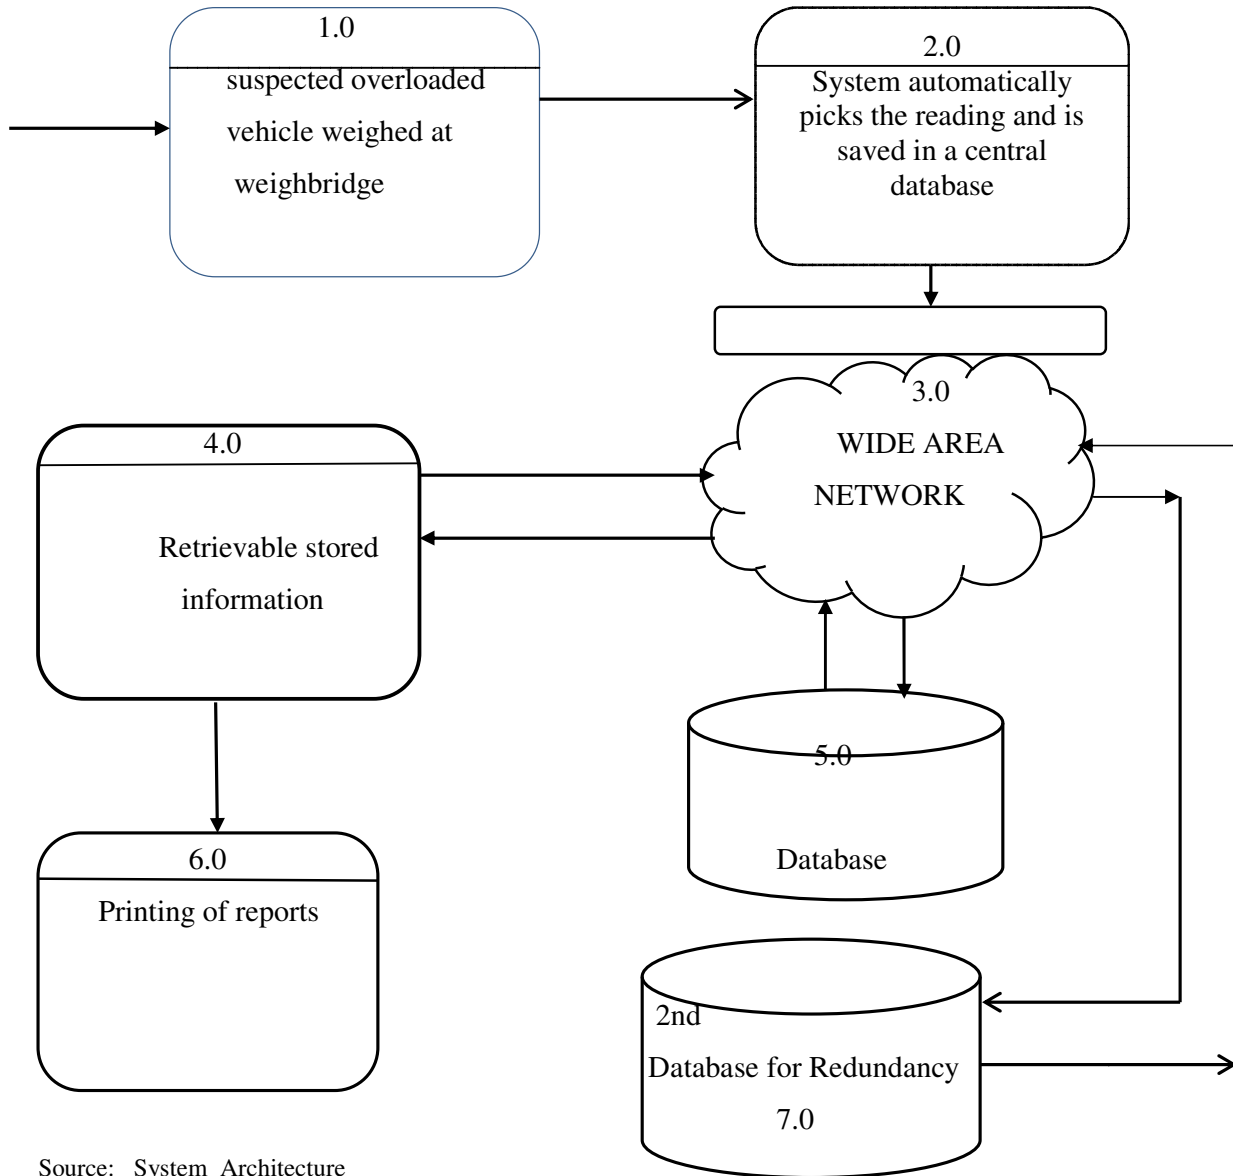 1.0
suspected overloaded
vehicle weighed at
weighbridge
2.0
System automatically
picks the reading and is
saved in a central
database
3.0
WIDE AREA
NETWORK
4.0
Retrievable stored
information
5.0
Database
6.0
Printing of reports
2nd
Database for Redundancy
7.0
Source: System Architecture